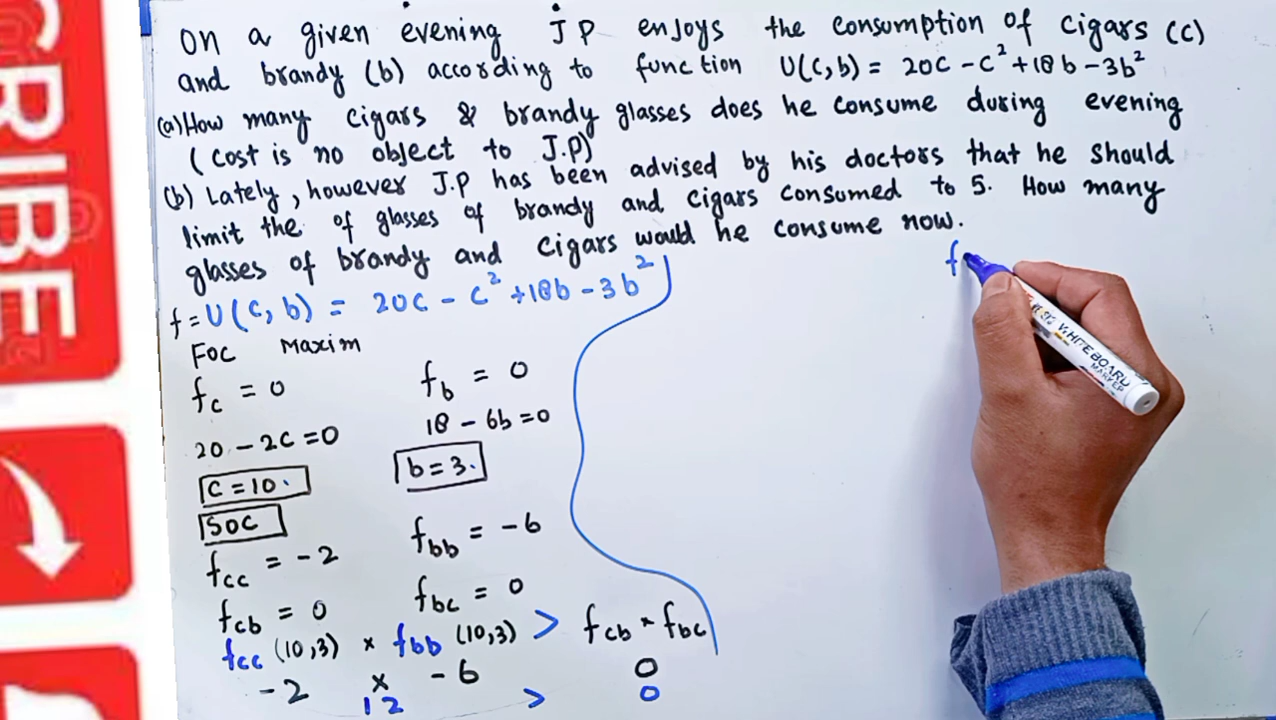 CRIBE
on a given evening J P enjoys the consumption of cigars (c)
and brandy (b) according to function U(c,b) = 20c - c² + 18b - 3b²
(a) How many cigars & brandy glasses does he consume during evening
(cost is no object to J.P)
(b) Lately, however J.P has been advised by his doctors that he should
limit the of glasses of brandy and cigars consumed to 5. How many
glasses of brandy and cigars would he consume now.
f = U(c, b) = 20c - c² + 18b - 3b²
f
FOC Maxim
fc = 0 fb = 0
20 - 2c = 0 18 - 6b = 0
c = 10. b = 3.
SOC
fcc = -2 fbb = -6
fcb = 0 fbc = 0
fcc (10,3) × fbb (10,3) > fcb × fbc
-2 × -6 0
12 > 0
WHITEBOARD
MARKER